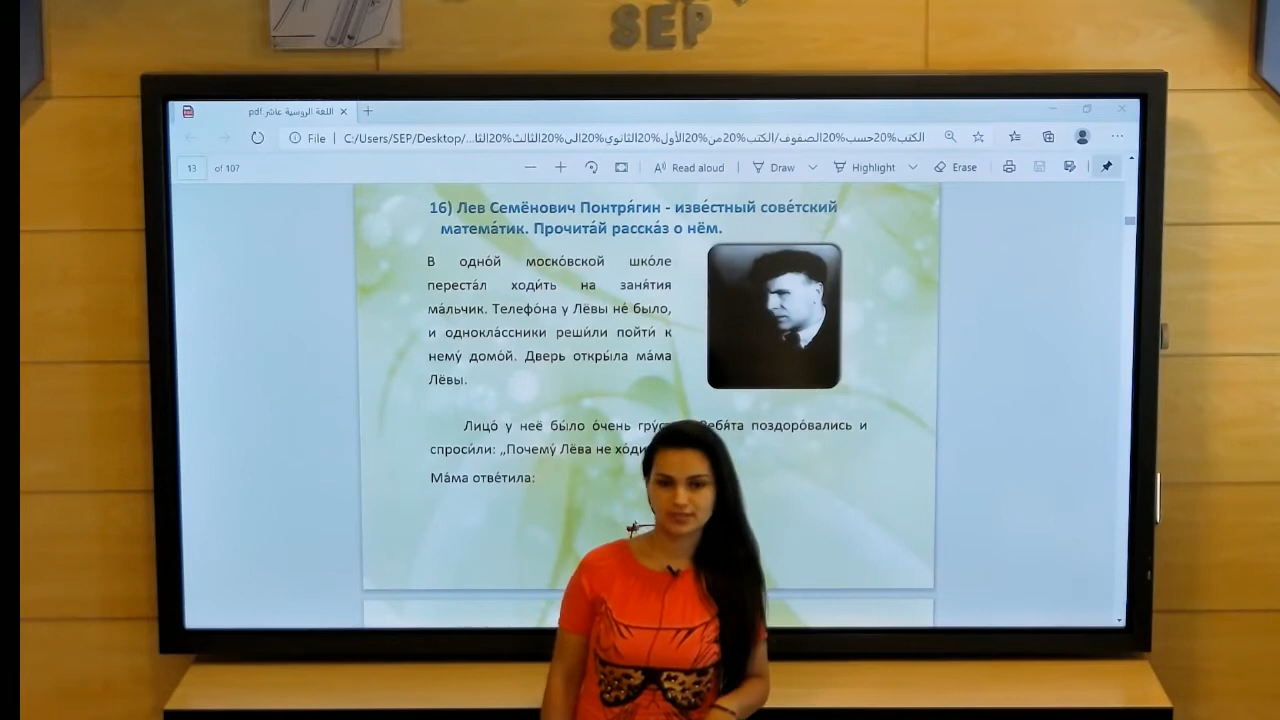 SEP
اللغة الروسية عاشر.pdf
File
C:/Users/SEP/Desktop/...الكتب%20حسب%20الصفوف/الكتب%20من%20الأول%20الثانوي%20الى%20الثالث%20الثا
13 of 107
Read aloud
Draw
Highlight
Erase
16) Лев Семёнович Понтря́гин - изве́стный сове́тский
матема́тик. Прочита́й расска́з о нём.
В одно́й моско́вской шко́ле
переста́л ходи́ть на заня́тия
ма́льчик. Телефо́на у Лёвы не́ было,
и однокла́ссники реши́ли пойти́ к
нему́ домо́й. Дверь откры́ла ма́ма
Лёвы.
Лицо́ у неё бы́ло о́чень поздоро́вались и
спроси́ли: „Почему́ Лёва не
Ма́ма отве́тила: